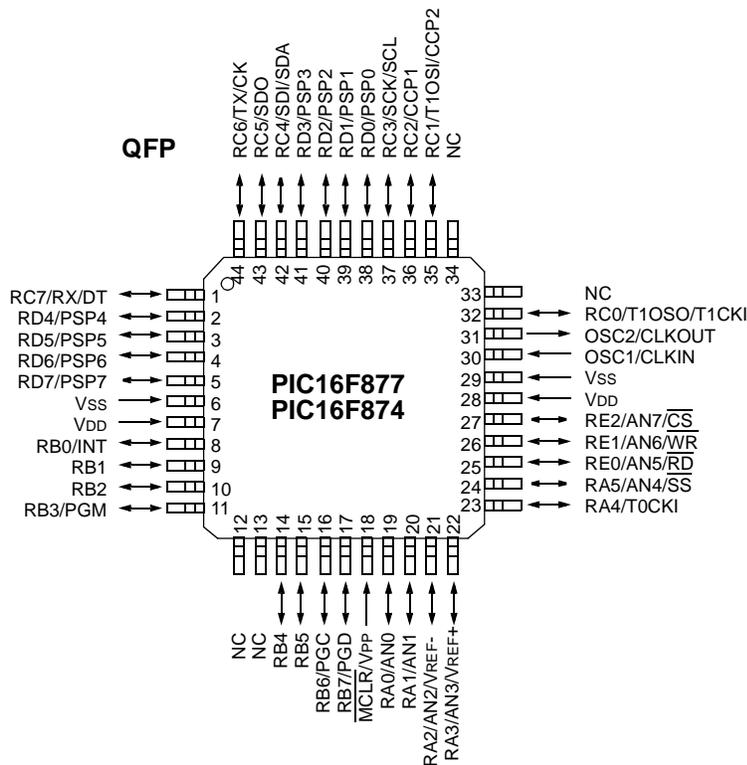 QFP
RC6/TX/CK
RC5/SDO
RC4/SDI/SDA
RD3/PSP3
RD2/PSP2
RD1/PSP1
RD0/PSP0
RC3/SCK/SCL
RC2/CCP1
RC1/T1OSI/CCP2
NC
44
43
42
41
40
39
38
37
36
35
34
RC7/RX/DT 1
RD4/PSP4 2
RD5/PSP5 3
RD6/PSP6 4
RD7/PSP7 5
VSS 6
VDD 7
RB0/INT 8
RB1 9
RB2 10
RB3/PGM 11
PIC16F877
PIC16F874
33 NC
32 RC0/T1OSO/T1CKI
31 OSC2/CLKOUT
30 OSC1/CLKIN
29 VSS
28 VDD
27 RE2/AN7/CS
26 RE1/AN6/WR
25 RE0/AN5/RD
24 RA5/AN4/SS
23 RA4/T0CKI
12
13
14
15
16
17
18
19
20
21
22
NC
NC
RB4
RB5
RB6/PGC
RB7/PGD
MCLR/VPP
RA0/AN0
RA1/AN1
RA2/AN2/VREF-
RA3/AN3/VREF+